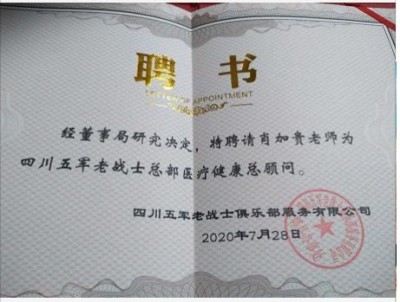 聘书
LETTER OF APPOINTMENT
经董事局研究决定，特聘请肖加贵老师为
四川五军老战士总部医疗健康总顾问。
四川五军老战士俱乐部服务有限公司
2020年7月28日